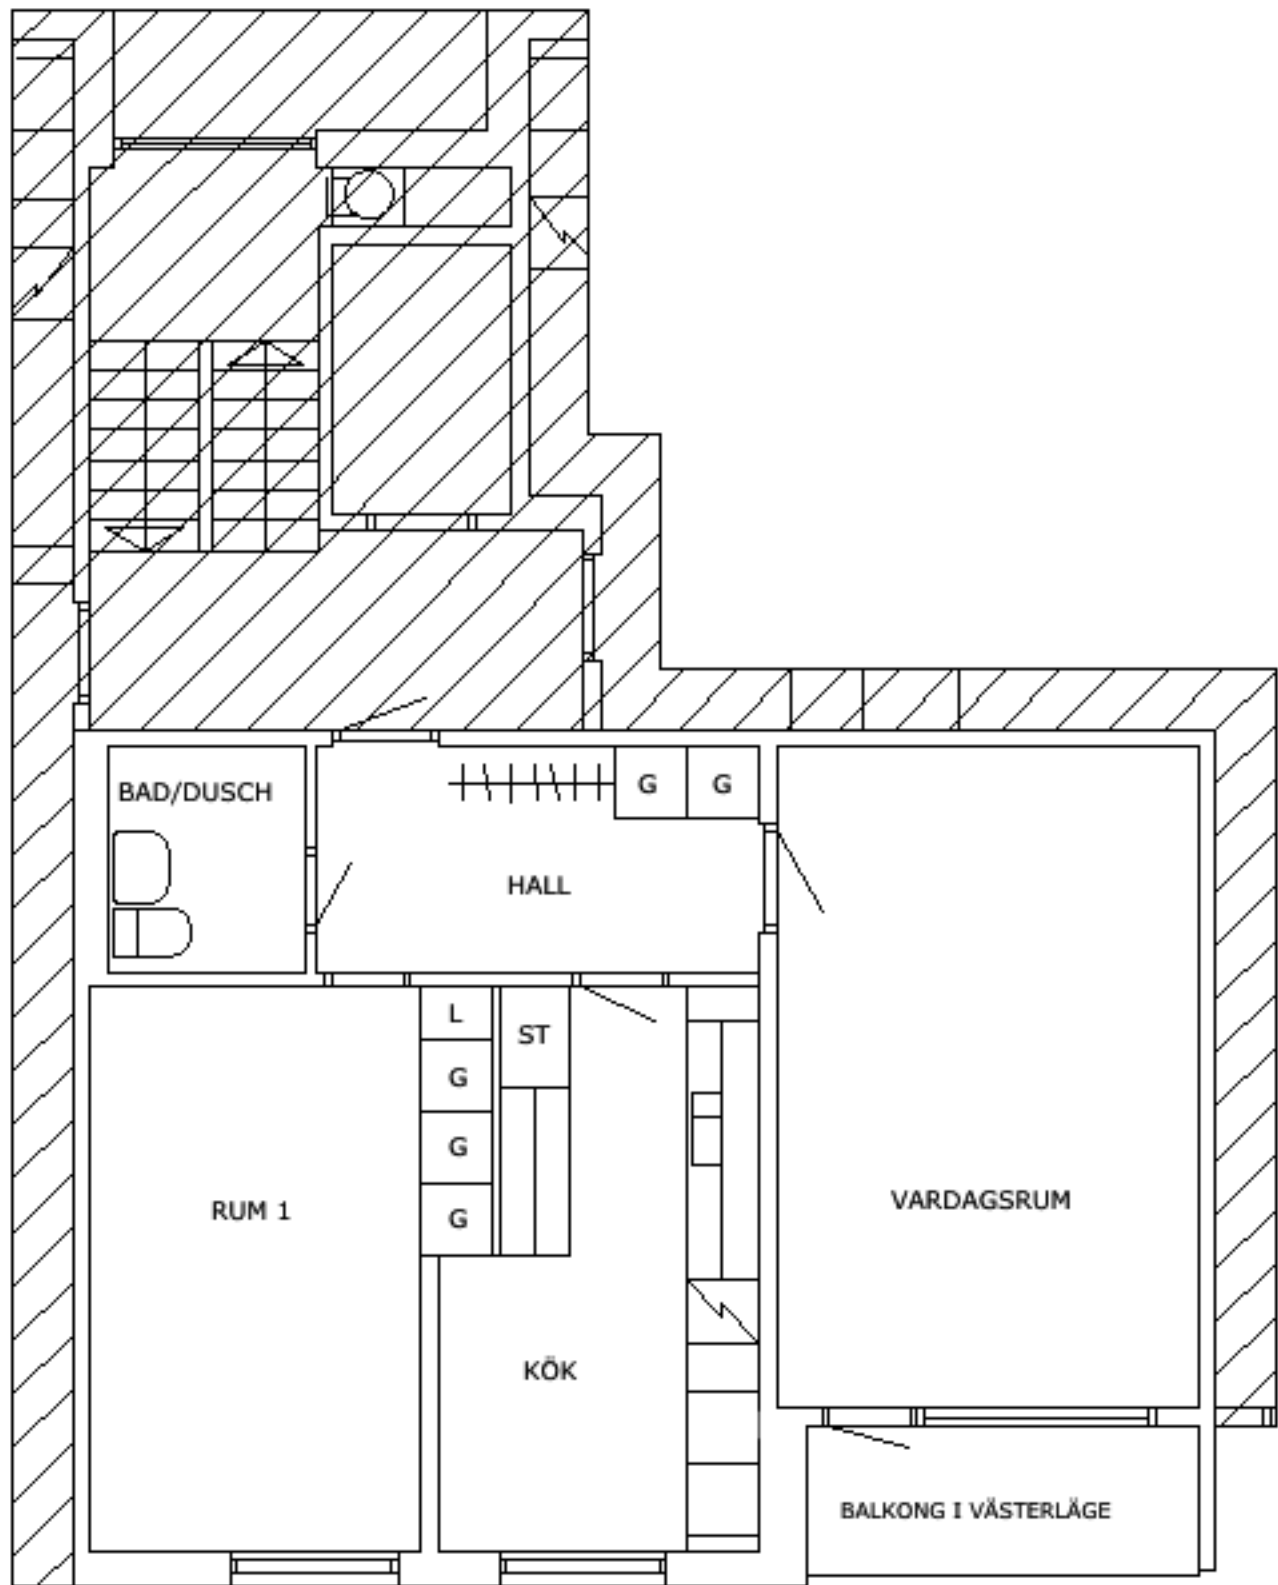 BAD/DUSCH
G
G
HALL
L
ST
G
G
G
RUM 1
VARDAGSRUM
KÖK
BALKONG I VÄSTERLÄGE